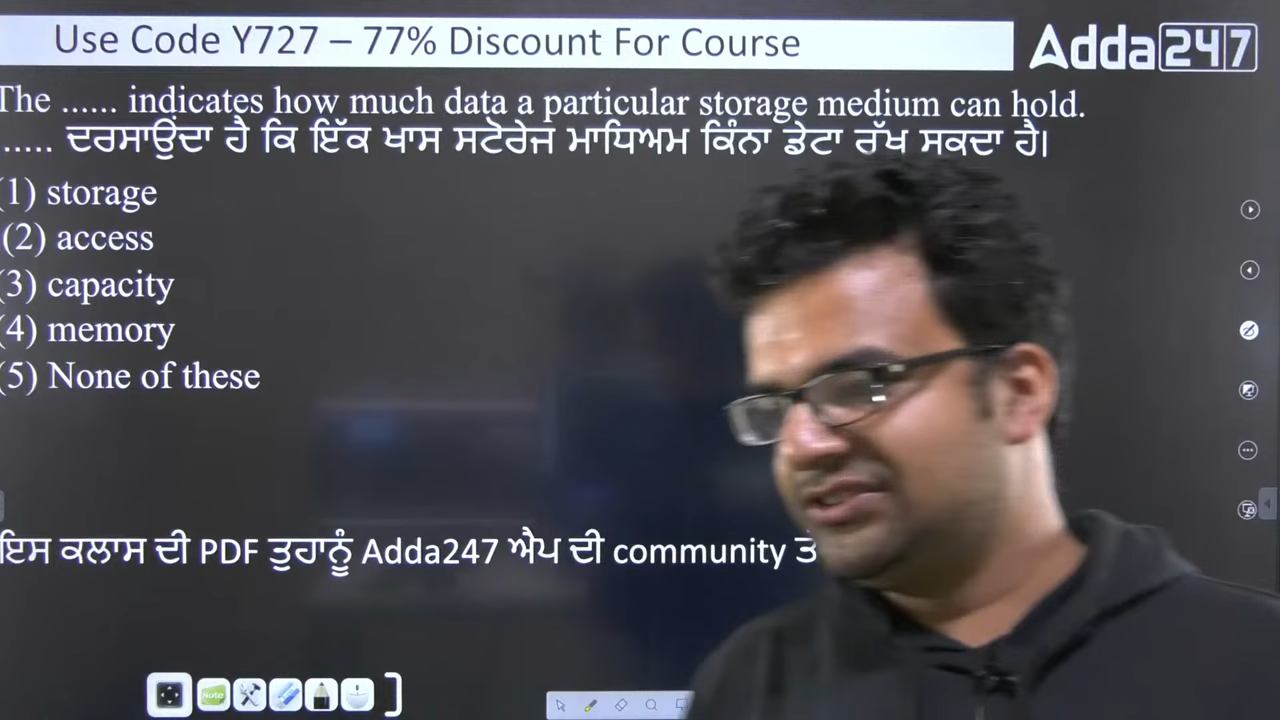 Use Code Y727 – 77% Discount For Course
Adda247
The ...... indicates how much data a particular storage medium can hold.
..... ਦਰਸਾਉਂਦਾ ਹੈ ਕਿ ਇੱਕ ਖਾਸ ਸਟੋਰੇਜ ਮਾਧਿਅਮ ਕਿੰਨਾ ਡੇਟਾ ਰੱਖ ਸਕਦਾ ਹੈ।
(1) storage
(2) access
(3) capacity
(4) memory
(5) None of these
ਇਸ ਕਲਾਸ ਦੀ PDF ਤੁਹਾਨੂੰ Adda247 ਐਪ ਦੀ community
Note